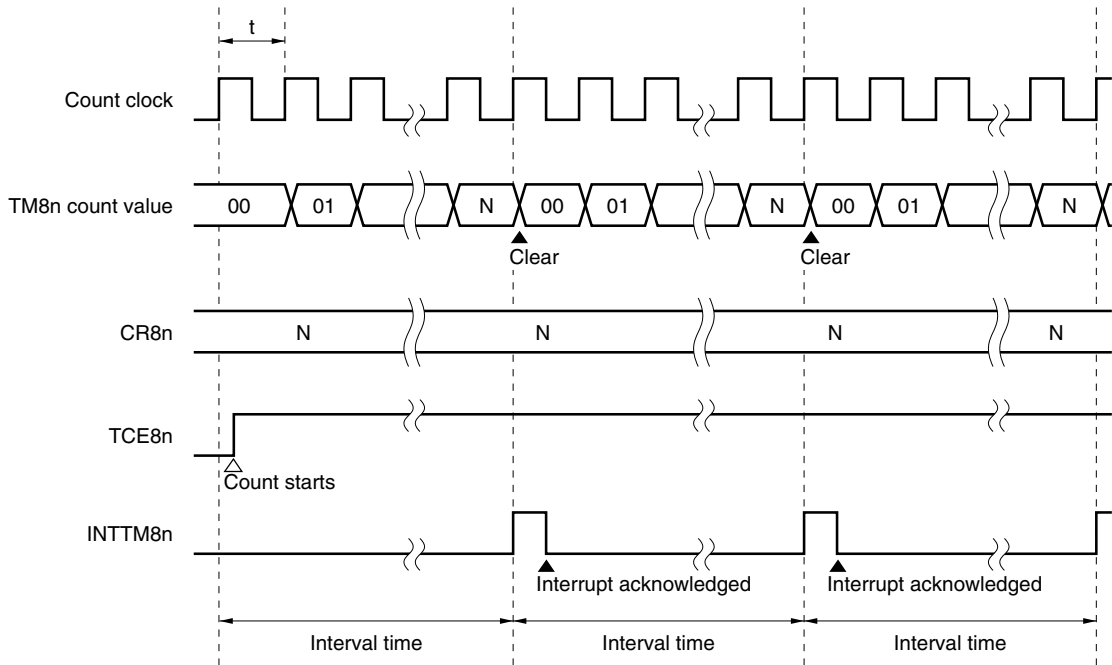 t
Count clock
TM8n count value 00 01 N 00 01 N 00 01 N
Clear Clear
CR8n N N N N
TCE8n
Count starts
INTTM8n
Interrupt acknowledged Interrupt acknowledged
Interval time Interval time Interval time